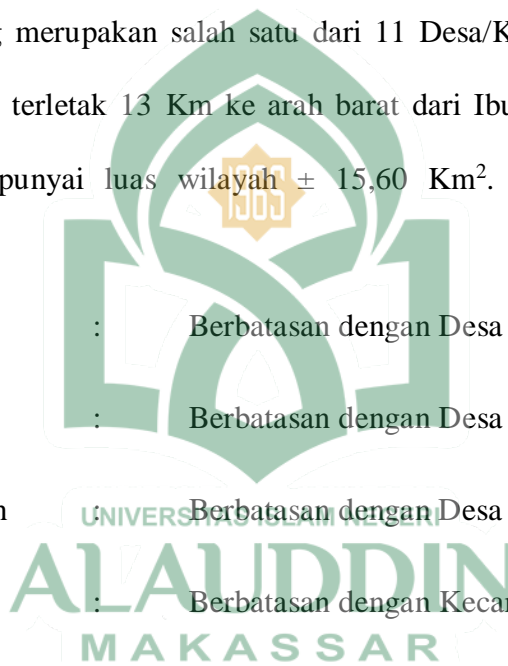 merupakan salah satu dari 11 Desa/K
terletak 13 Km ke arah barat dari Ibu
punyai luas wilayah ± 15,60 Km².
1965
: Berbatasan dengan Desa
: Berbatasan dengan Desa
: Berbatasan dengan Desa
UNIVERSITAS ISLAM NEGERI
: Berbatasan dengan Kecam
ALAUDDIN
MAKASSAR